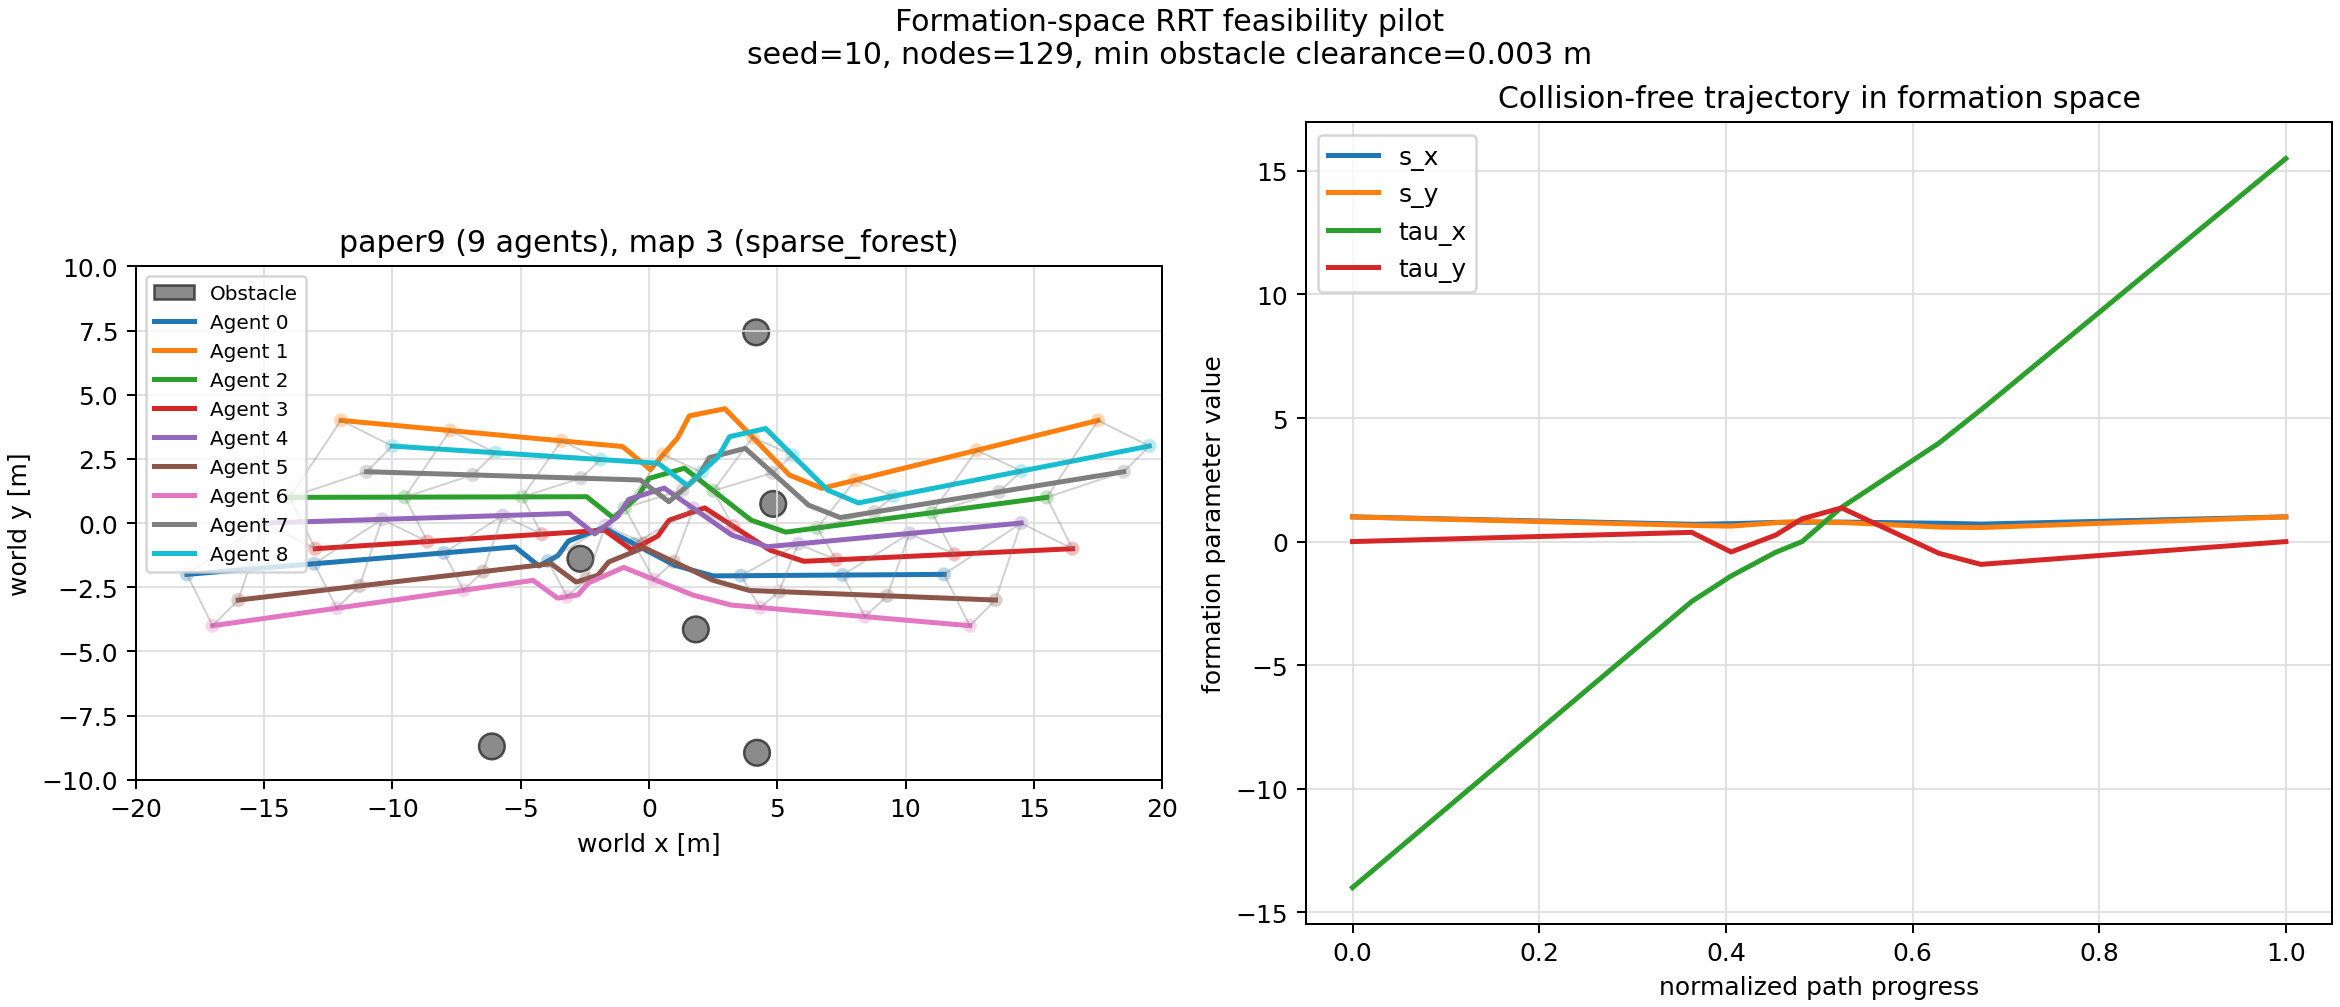 Formation-space RRT feasibility pilot
seed=10, nodes=129, min obstacle clearance=0.003 m
paper9 (9 agents), map 3 (sparse_forest)
Obstacle
Agent 0
Agent 1
Agent 2
Agent 3
Agent 4
Agent 5
Agent 6
Agent 7
Agent 8
world y [m]
10.0
7.5
5.0
2.5
0.0
−2.5
−5.0
−7.5
−10.0
−20 −15 −10 −5 0 5 10 15 20
world x [m]
Collision-free trajectory in formation space
s_x
s_y
tau_x
tau_y
formation parameter value
15
10
5
0
−5
−10
−15
0.0 0.2 0.4 0.6 0.8 1.0
normalized path progress